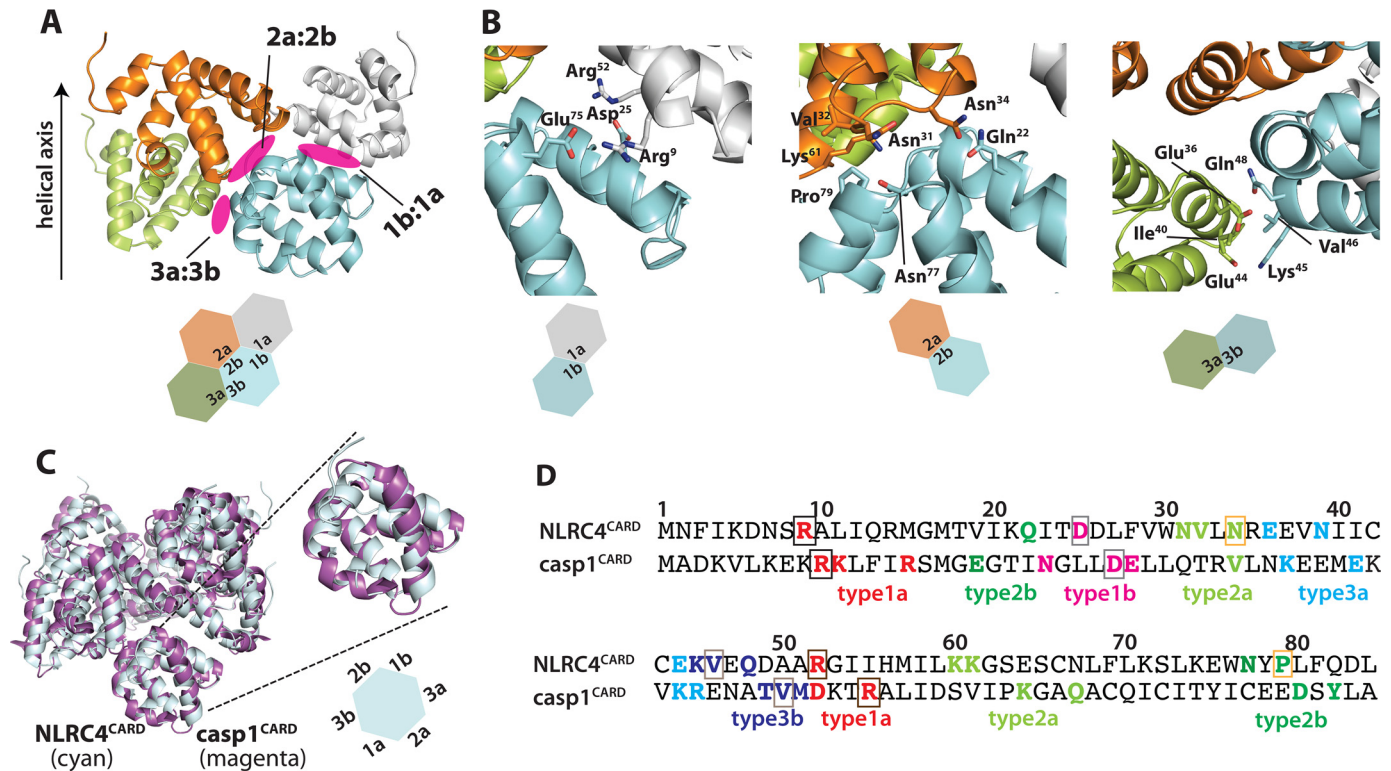 A
2a:2b
helical axis
1b:1a
3a:3b
2a
1a
2b
1b
3a
3b
B
Arg52
Glu75
Asp25
Arg9
1a
1b
Val32
Asn34
Asn31
Gln22
Lys61
Pro79
Asn77
2a
2b
Glu36
Gln48
Ile40
Val46
Glu44
Lys45
3a
3b
C
NLRC4CARD
(cyan)
casp1CARD
(magenta)
2b
1b
3b
3a
1a
2a
D
1 10 20 30 40
NLRC4CARD MNFIKDNSRALIQRMGMTVIKQITDDLFVWNVLNREEVNIIC
casp1CARD MADKVLKEKRKLFIRSMGEGTINGLLDELLQTRVLNKEEMEK
type1a type2b type1b type2a type3a
50 60 70 80
NLRC4CARD CEKVEQDAARGIIHMILKKGSESCNLFLKSLKEWNYPLFQDL
casp1CARD VKRENATVMDKTRALIDSVIPKGAQACQICITYICEEDSYLA
type3b type1a type2a type2b